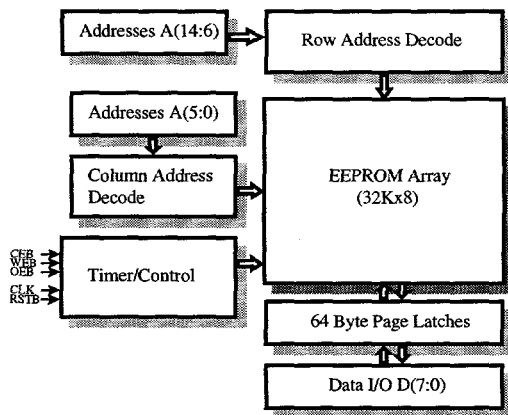 Addresses A(14:6)
Row Address Decode
Addresses A(5:0)
Column Address
Decode
EEPROM Array
(32Kx8)
CEB
WEB
OEB
CLK
RSTB
Timer/Control
64 Byte Page Latches
Data I/O D(7:0)